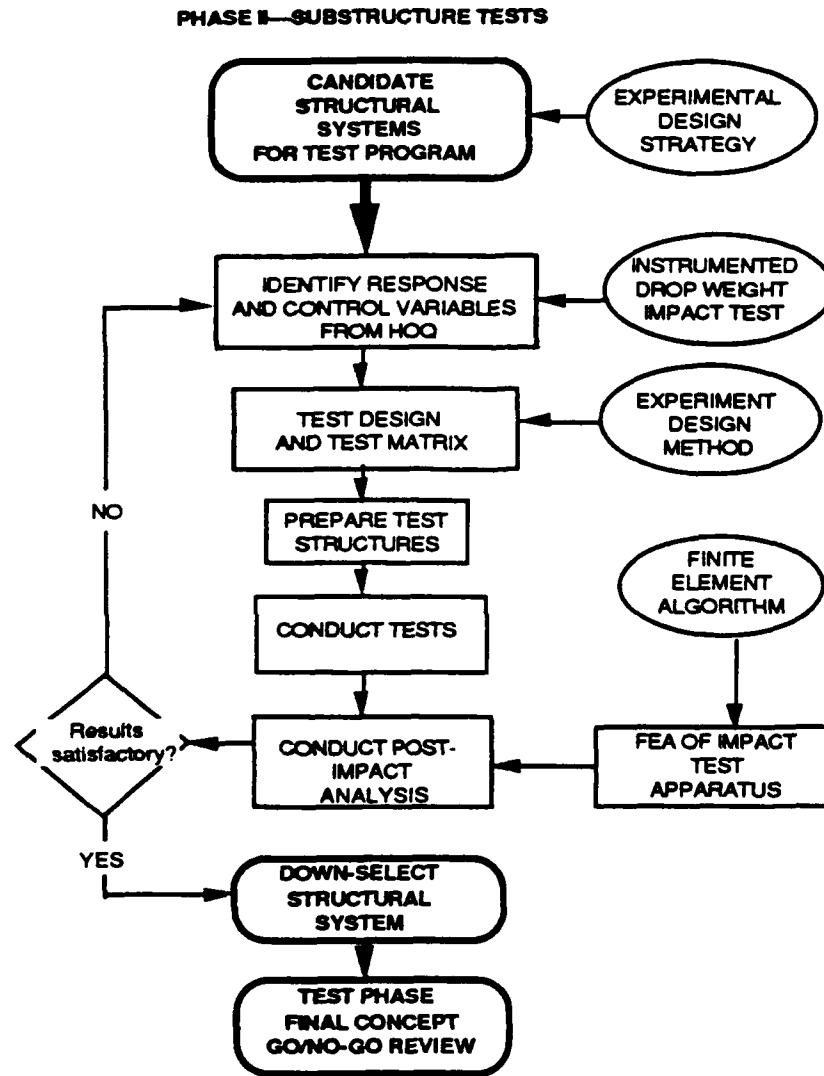 PHASE II—SUBSTRUCTURE TESTS
CANDIDATE
STRUCTURAL
SYSTEMS
FOR TEST PROGRAM
EXPERIMENTAL
DESIGN
STRATEGY
IDENTIFY RESPONSE
AND CONTROL VARIABLES
FROM HOQ
INSTRUMENTED
DROP WEIGHT
IMPACT TEST
TEST DESIGN
AND TEST MATRIX
EXPERIMENT
DESIGN
METHOD
NO
PREPARE TEST
STRUCTURES
FINITE
ELEMENT
ALGORITHM
CONDUCT TESTS
Results
satisfactory?
CONDUCT POST-
IMPACT
ANALYSIS
FEA OF IMPACT
TEST
APPARATUS
YES
DOWN-SELECT
STRUCTURAL
SYSTEM
TEST PHASE
FINAL CONCEPT
GO/NO-GO REVIEW